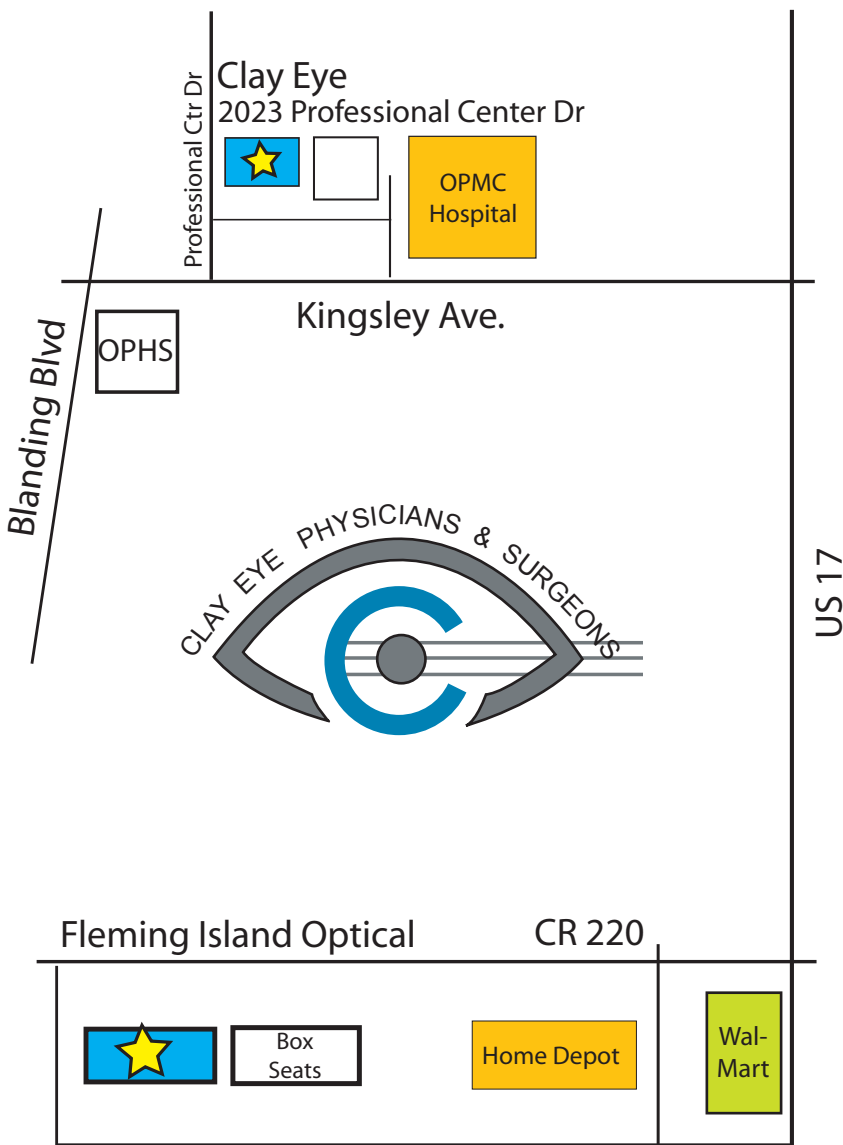 Professional Ctr Dr
Clay Eye
2023 Professional Center Dr
OPMC
Hospital
Kingsley Ave.
OPHS
Blanding Blvd
CLAY EYE PHYSICIANS & SURGEONS
US 17
Fleming Island Optical
CR 220
Box
Seats
Home Depot
Wal-
Mart